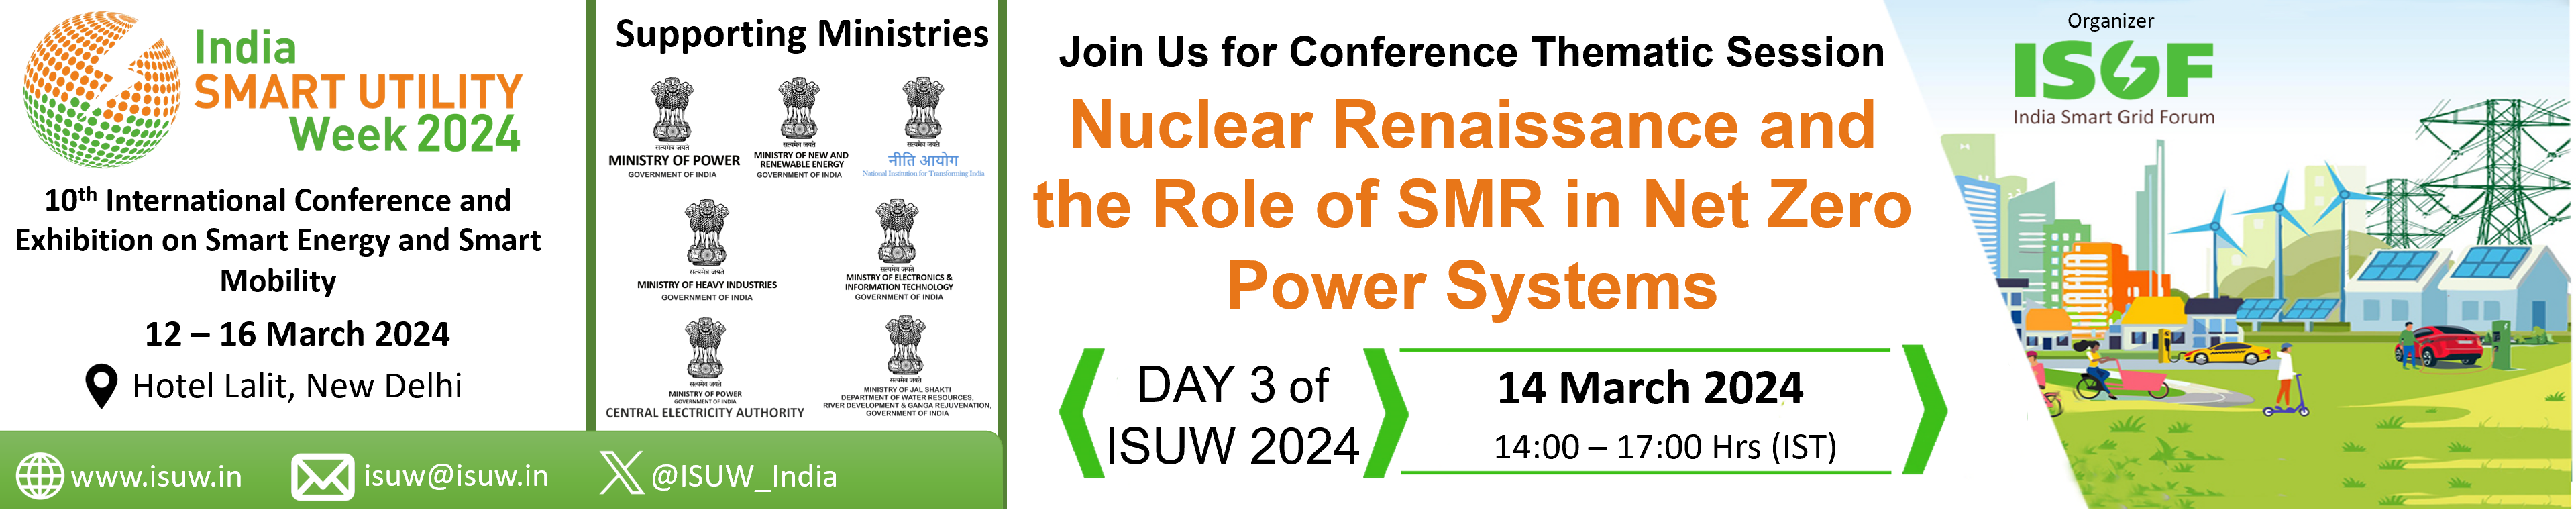 India
SMART UTILITY
Week 2024
10th International Conference and
Exhibition on Smart Energy and Smart
Mobility
12 – 16 March 2024
Hotel Lalit, New Delhi
Supporting Ministries
सत्यमेव जयते
MINISTRY OF POWER
GOVERNMENT OF INDIA
सत्यमेव जयते
MINISTRY OF NEW AND
RENEWABLE ENERGY
GOVERNMENT OF INDIA
सत्यमेव जयते
नीति आयोग
National Institution for Transforming India
सत्यमेव जयते
MINISTRY OF HEAVY INDUSTRIES
GOVERNMENT OF INDIA
सत्यमेव जयते
MINISTRY OF ELECTRONICS &
INFORMATION TECHNOLOGY
GOVERNMENT OF INDIA
सत्यमेव जयते
MINISTRY OF POWER
GOVERNMENT OF INDIA
CENTRAL ELECTRICITY AUTHORITY
सत्यमेव जयते
MINISTRY OF JAL SHAKTI
DEPARTMENT OF WATER RESOURCES,
RIVER DEVELOPMENT & GANGA REJUVENATION,
GOVERNMENT OF INDIA
www.isuw.in
isuw@isuw.in
@ISUW_India
Join Us for Conference Thematic Session
Nuclear Renaissance and
the Role of SMR in Net Zero
Power Systems
DAY 3 of
ISUW 2024
14 March 2024
14:00 – 17:00 Hrs (IST)
Organizer
ISGF
India Smart Grid Forum